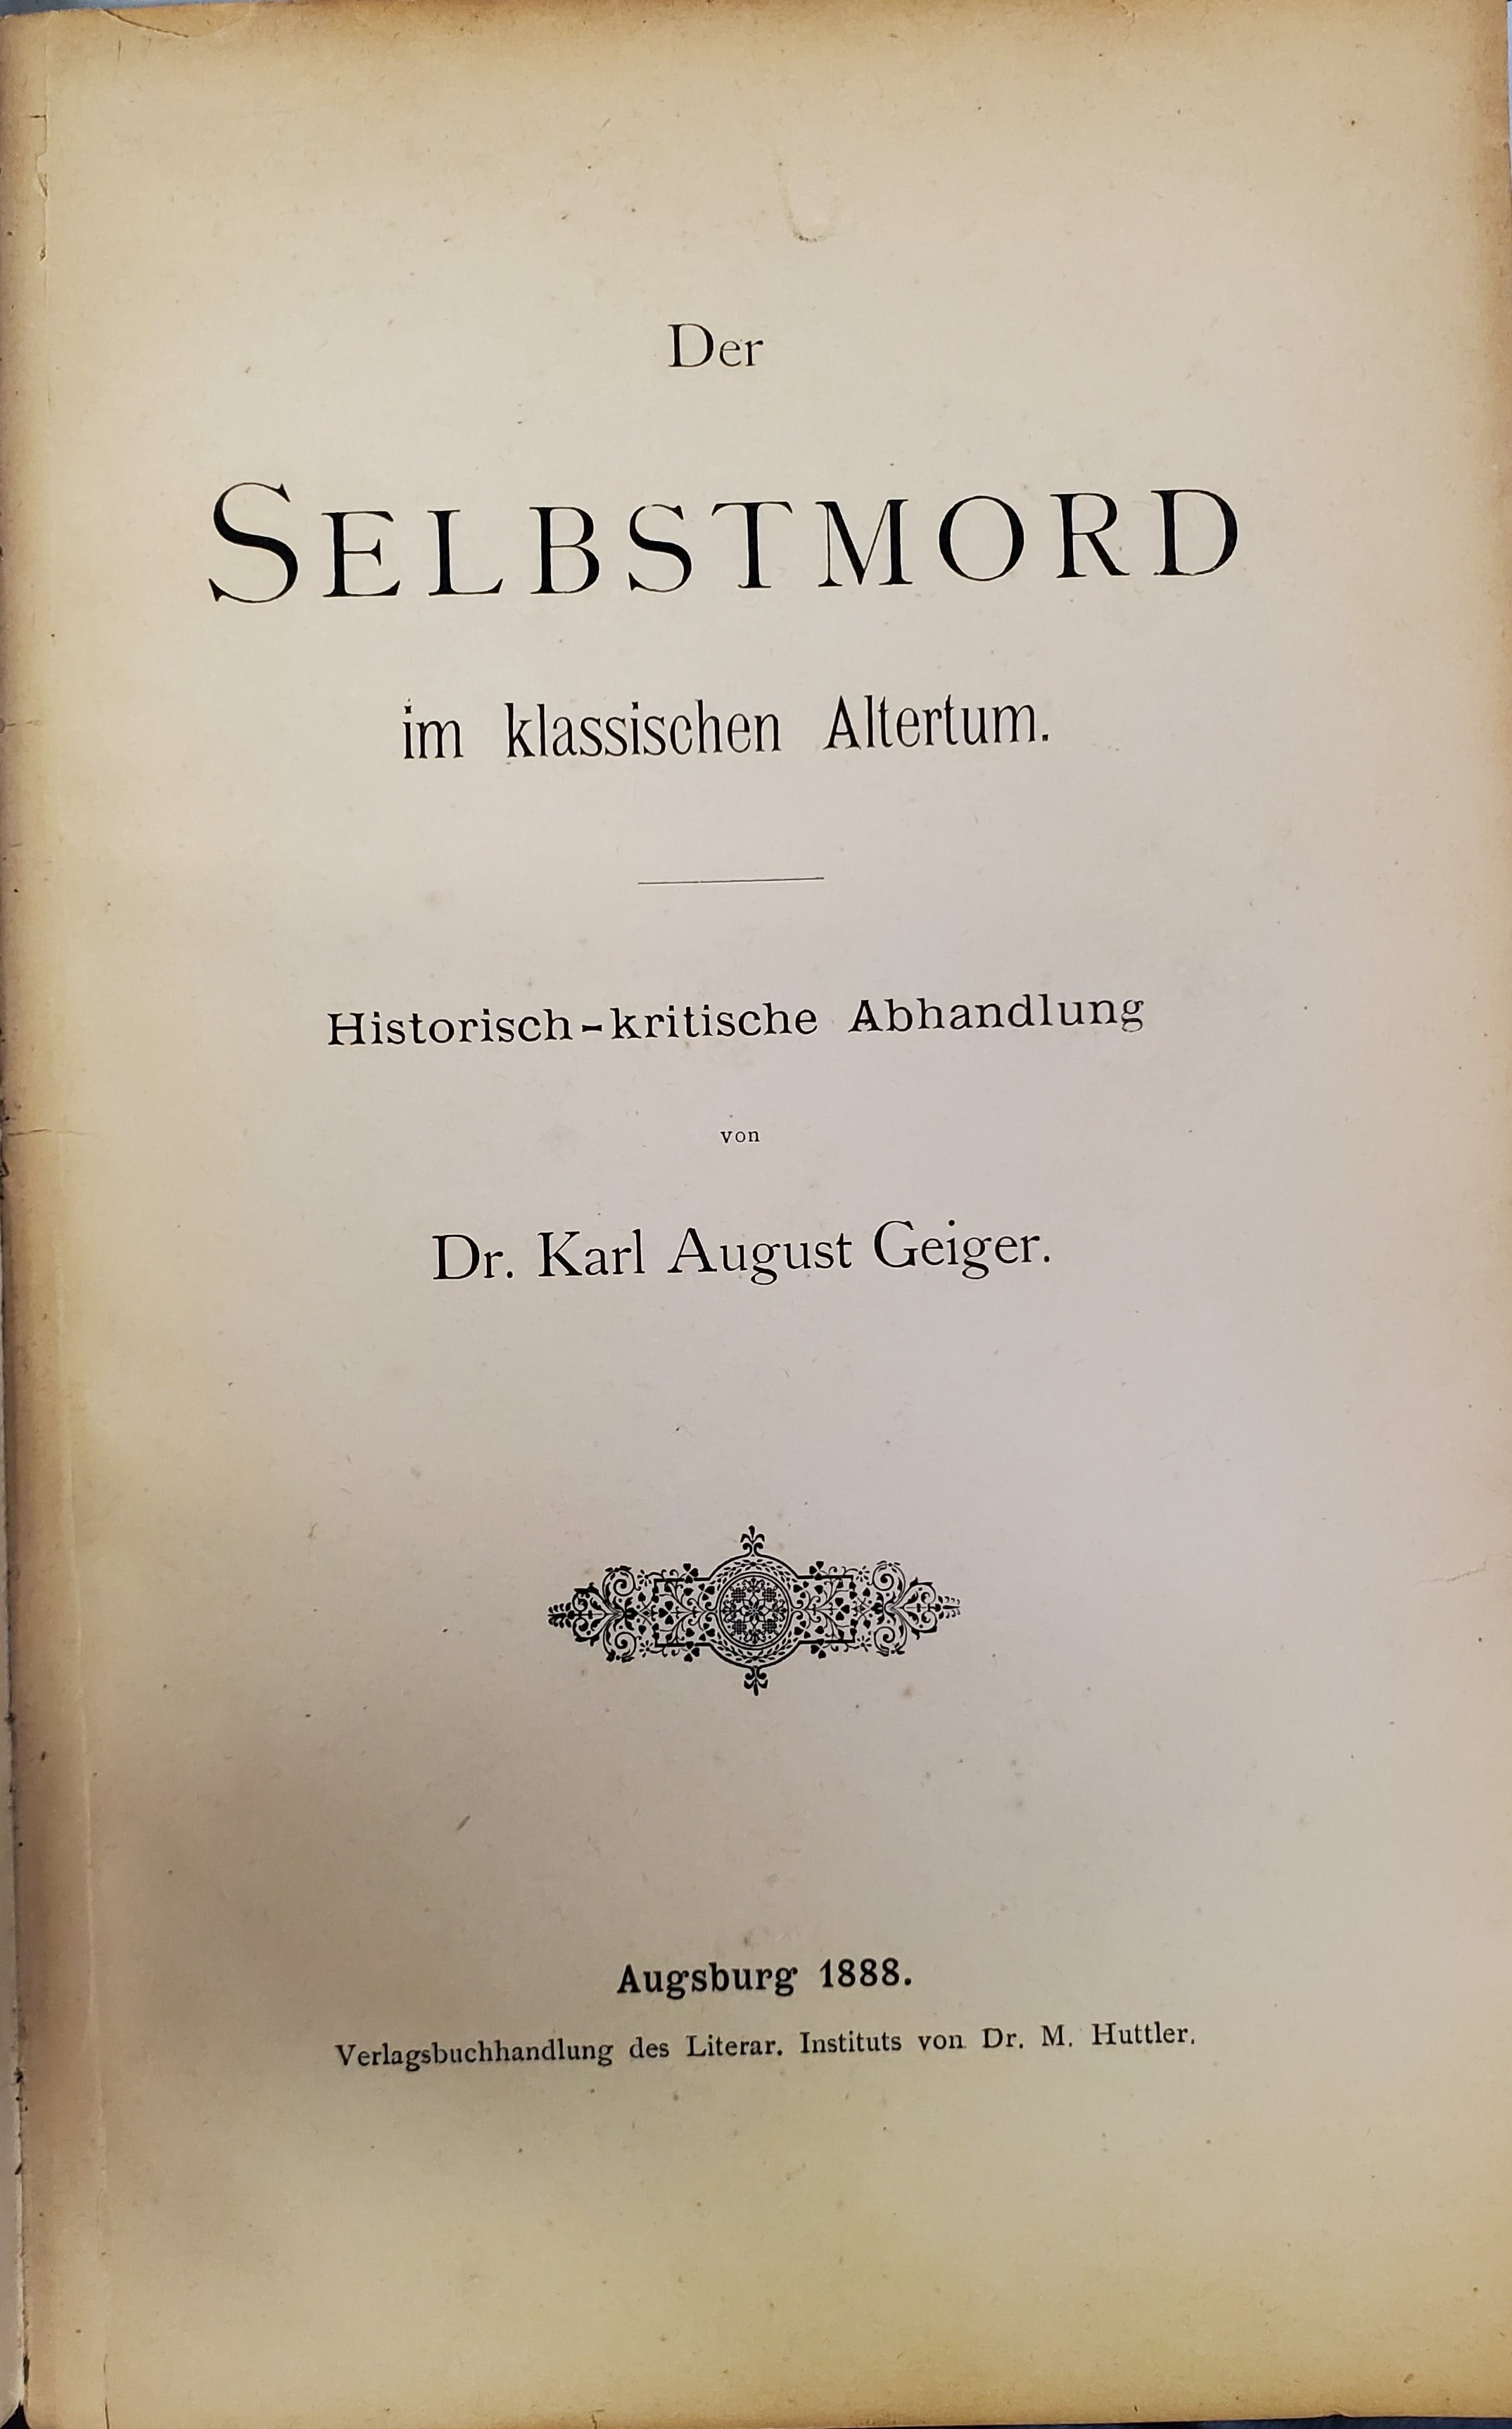 Der
SELBSTMORD
im klassischen Altertum.
Historisch-kritische Abhandlung
von
Dr. Karl August Geiger.
Augsburg 1888.
Verlagsbuchhandlung des Literar. Instituts von Dr. M. Huttler.